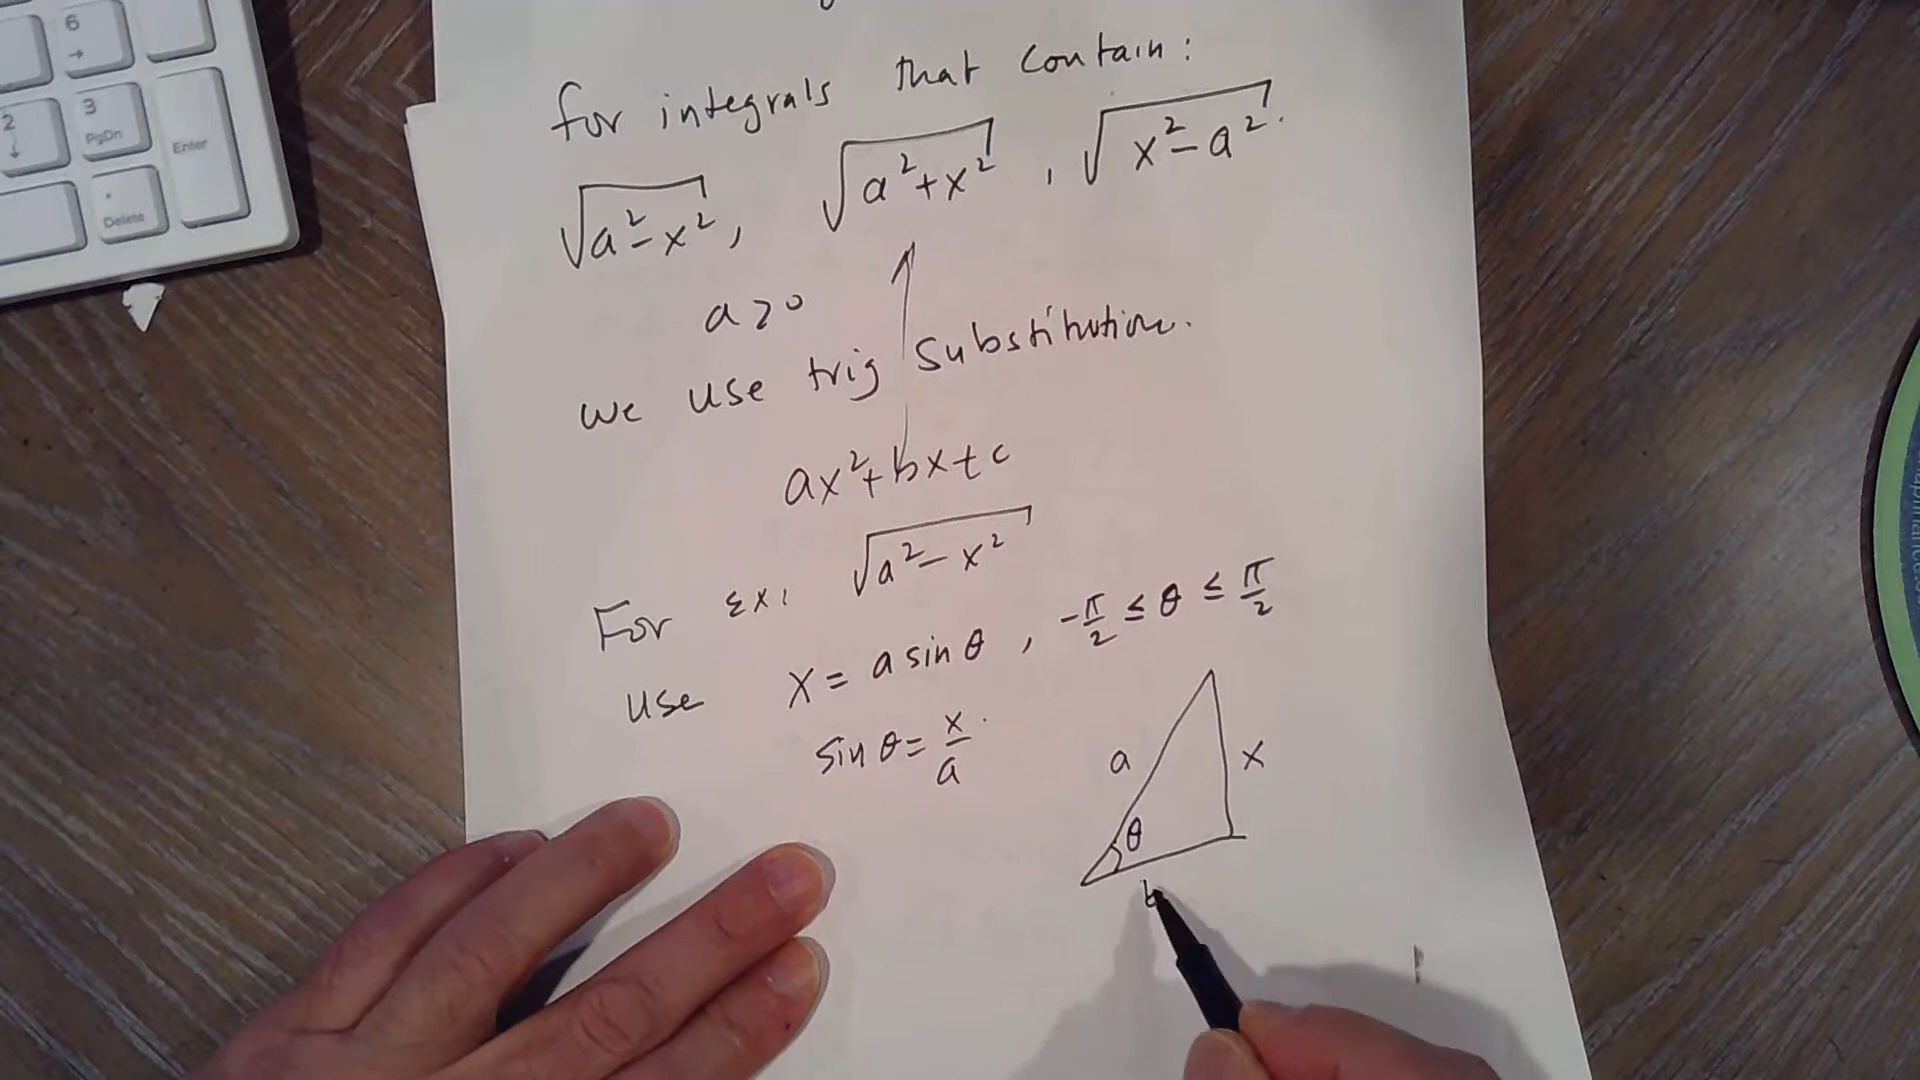 for integrals that contain:
√a²-x², √a²+x², √x²-a².
a>0
we use trig Substitution.
ax²+bx+c
For Ex: √a²-x²
use x = a sin θ, -π/2 ≤ θ ≤ π/2
sin θ = x/a
a x
θ
b
6
→
2
↓
3
PgDn
Enter
.
Delete